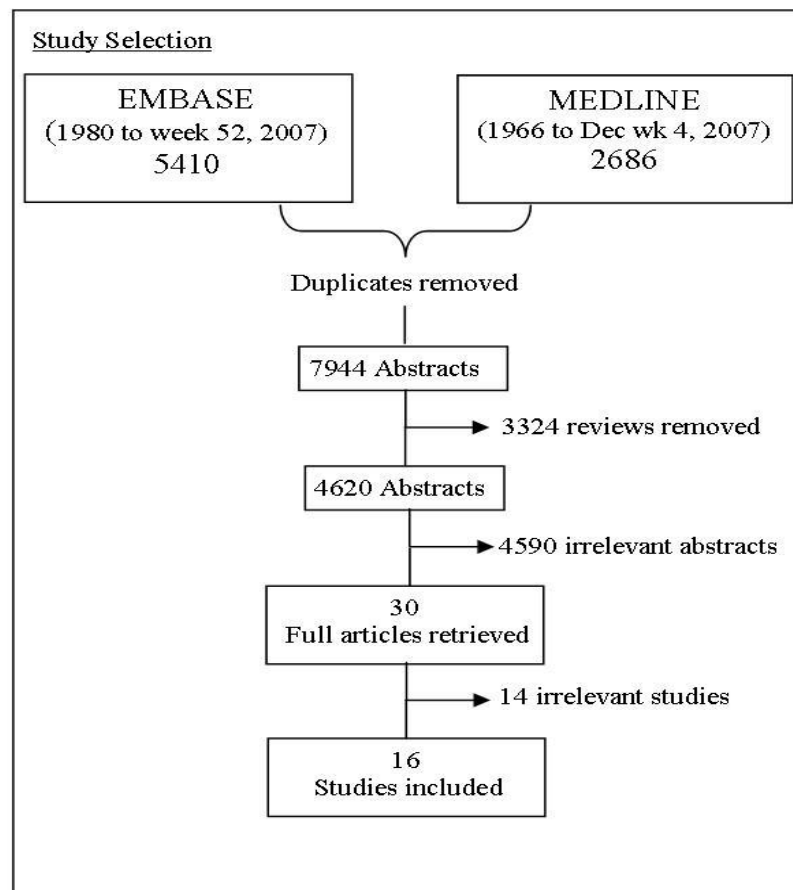 Study Selection
EMBASE
(1980 to week 52, 2007)
5410
MEDLINE
(1966 to Dec wk 4, 2007)
2686
Duplicates removed
7944 Abstracts
3324 reviews removed
4620 Abstracts
4590 irrelevant abstracts
30
Full articles retrieved
14 irrelevant studies
16
Studies included